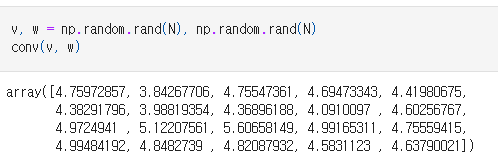 v, w = np.random.rand(N), np.random.rand(N)
conv(v, w)
array([4.75972857, 3.84267706, 4.75547361, 4.69473343, 4.41980675,
4.38291796, 3.98819354, 4.36896188, 4.0910097 , 4.60256767,
4.9724941 , 5.12207561, 5.60658149, 4.99165311, 4.75559415,
4.99484192, 4.8482739 , 4.82087932, 4.5831123 , 4.63790021])